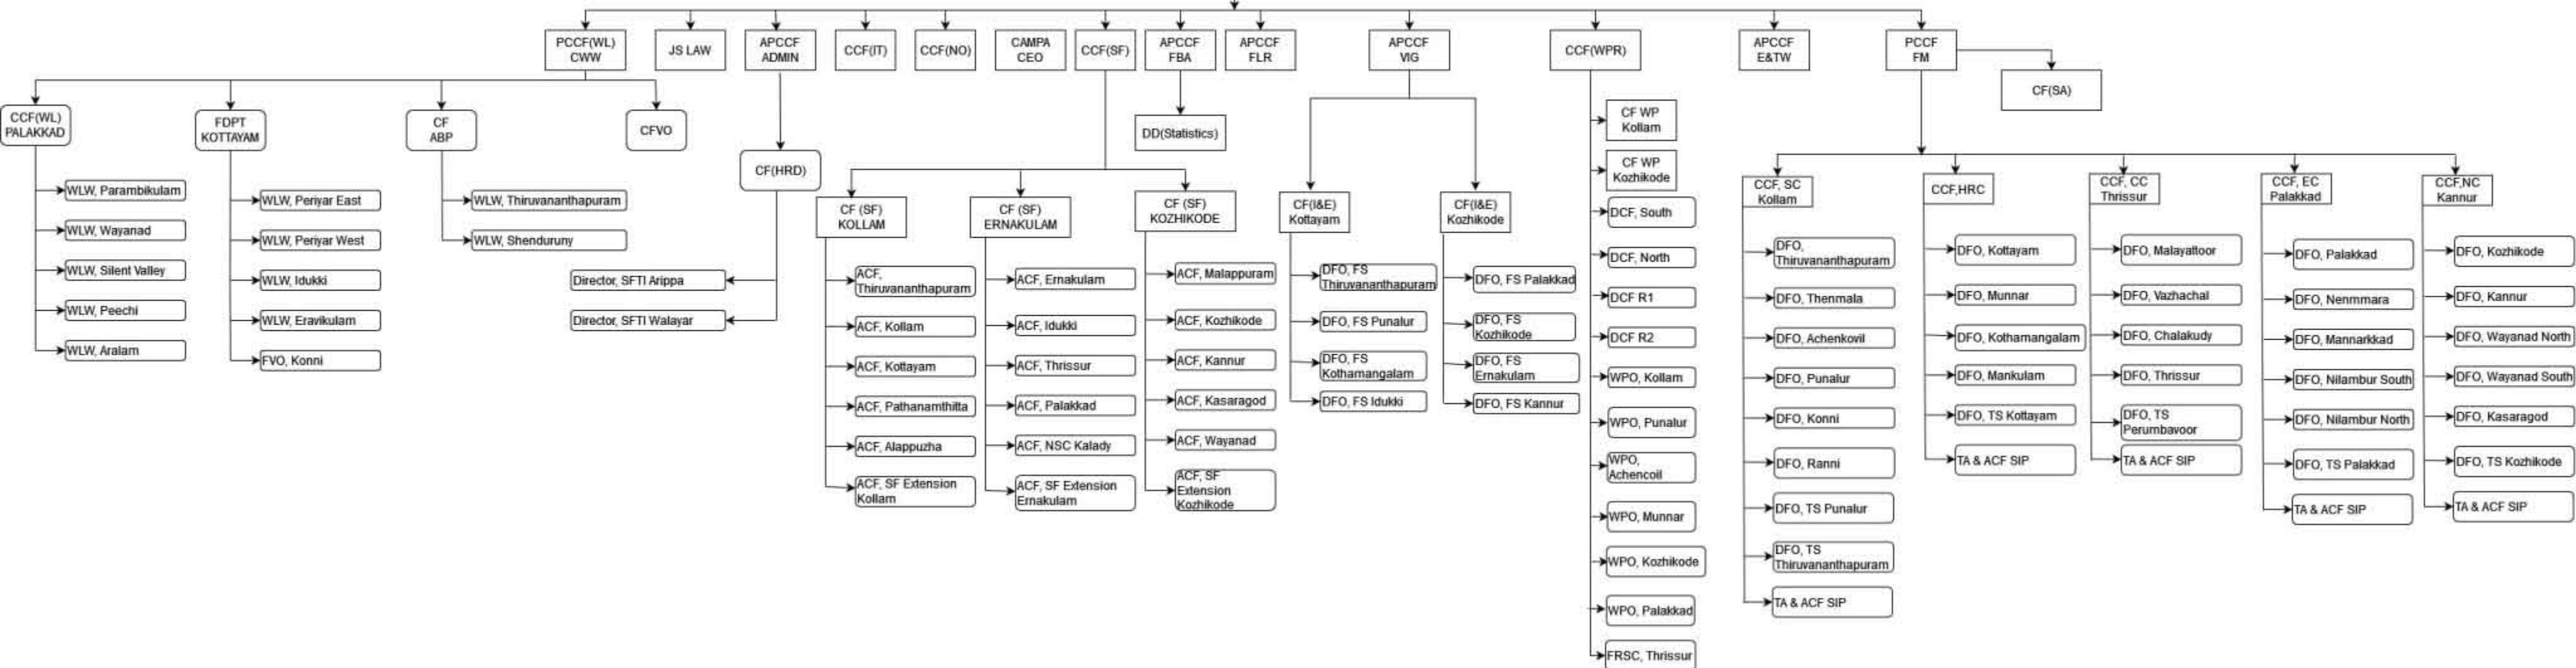 PCCF(WL)
CWW
JS LAW
APCCF
ADMIN
CCF(IT)
CCF(NO)
CAMPA
CEO
CCF(SF)
APCCF
FBA
APCCF
FLR
APCCF
VIG
CCF(WPR)
APCCF
E&TW
PCCF
FM
CF(SA)
CCF(WL)
PALAKKAD
WLW, Parambikulam
WLW, Wayanad
WLW, Silent Valley
WLW, Peechi
WLW, Aralam
FDPT
KOTTAYAM
WLW, Periyar East
WLW, Periyar West
WLW, Idukki
WLW, Eravikulam
FVO, Konni
CF
ABP
WLW, Thiruvananthapuram
WLW, Shenduruny
CFVO
CF(HRD)
Director, SFTI Arippa
Director, SFTI Walayar
CF (SF)
KOLLAM
ACF,
Thiruvananthapuram
ACF, Kollam
ACF, Kottayam
ACF, Pathanamthitta
ACF, Alappuzha
ACF, SF Extension
Kollam
CF (SF)
ERNAKULAM
ACF, Ernakulam
ACF, Idukki
ACF, Thrissur
ACF, Palakkad
ACF, NSC Kalady
ACF, SF Extension
Ernakulam
CF (SF)
KOZHIKODE
ACF, Malappuram
ACF, Kozhikode
ACF, Kannur
ACF, Kasaragod
ACF, Wayanad
ACF, SF
Extension
Kozhikode
DD(Statistics)
CF(I&E)
Kottayam
DFO, FS
Thiruvananthapuram
DFO, FS Punalur
DFO, FS
Kothamangalam
DFO, FS Idukki
CF(I&E)
Kozhikode
DFO, FS Palakkad
DFO, FS
Kozhikode
DFO, FS
Ernakulam
DFO, FS Kannur
CF WP
Kollam
CF WP
Kozhikode
DCF, South
DCF, North
DCF R1
DCF R2
WPO, Kollam
WPO, Punalur
WPO,
Achencoil
WPO, Munnar
WPO, Kozhikode
WPO, Palakkad
FRSC, Thrissur
CCF, SC
Kollam
DFO,
Thiruvananthapuram
DFO, Thenmala
DFO, Achenkovil
DFO, Punalur
DFO, Konni
DFO, Ranni
DFO, TS Punalur
DFO, TS
Thiruvananthapuram
TA & ACF SIP
CCF,HRC
DFO, Kottayam
DFO, Munnar
DFO, Kothamangalam
DFO, Mankulam
DFO, TS Kottayam
TA & ACF SIP
CCF, CC
Thrissur
DFO, Malayattoor
DFO, Vazhachal
DFO, Chalakudy
DFO, Thrissur
DFO, TS
Perumbavoor
TA & ACF SIP
CCF, EC
Palakkad
DFO, Palakkad
DFO, Nenmmara
DFO, Mannarkkad
DFO, Nilambur South
DFO, Nilambur North
DFO, TS Palakkad
TA & ACF SIP
CCF,NC
Kannur
DFO, Kozhikode
DFO, Kannur
DFO, Wayanad North
DFO, Wayanad South
DFO, Kasaragod
DFO, TS Kozhikode
TA & ACF SIP